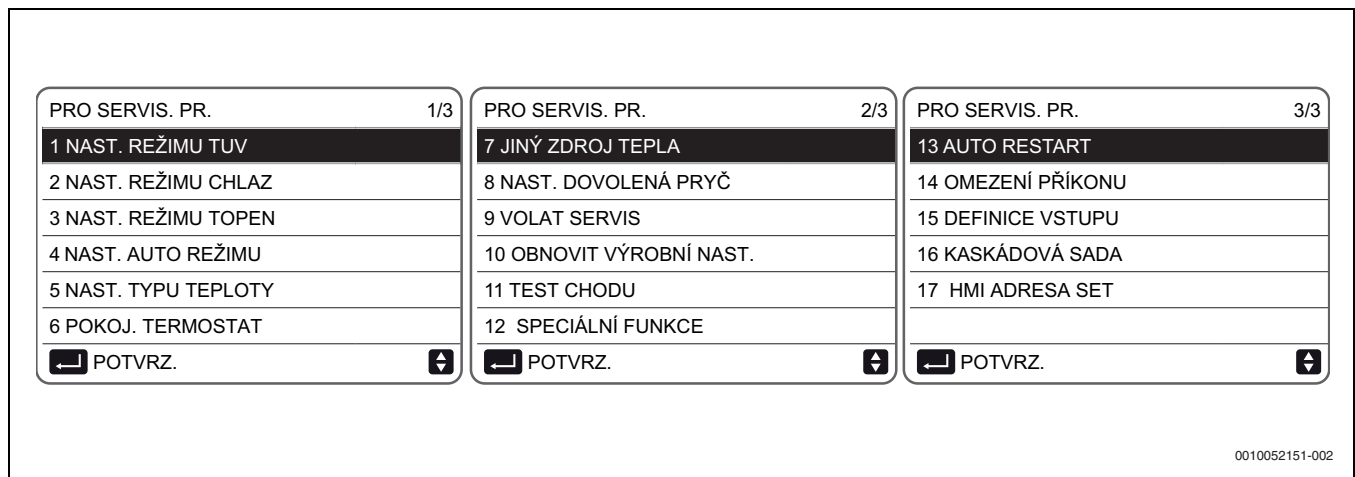 PRO SERVIS. PR. 1/3
1 NAST. REŽIMU TUV
2 NAST. REŽIMU CHLAZ
3 NAST. REŽIMU TOPEN
4 NAST. AUTO REŽIMU
5 NAST. TYPU TEPLOTY
6 POKOJ. TERMOSTAT
POTVRZ.
PRO SERVIS. PR. 2/3
7 JINÝ ZDROJ TEPLA
8 NAST. DOVOLENÁ PRYČ
9 VOLAT SERVIS
10 OBNOVIT VÝROBNÍ NAST.
11 TEST CHODU
12 SPECIÁLNÍ FUNKCE
POTVRZ.
PRO SERVIS. PR. 3/3
13 AUTO RESTART
14 OMEZENÍ PŘÍKONU
15 DEFINICE VSTUPU
16 KASKÁDOVÁ SADA
17 HMI ADRESA SET
POTVRZ.
0010052151-002